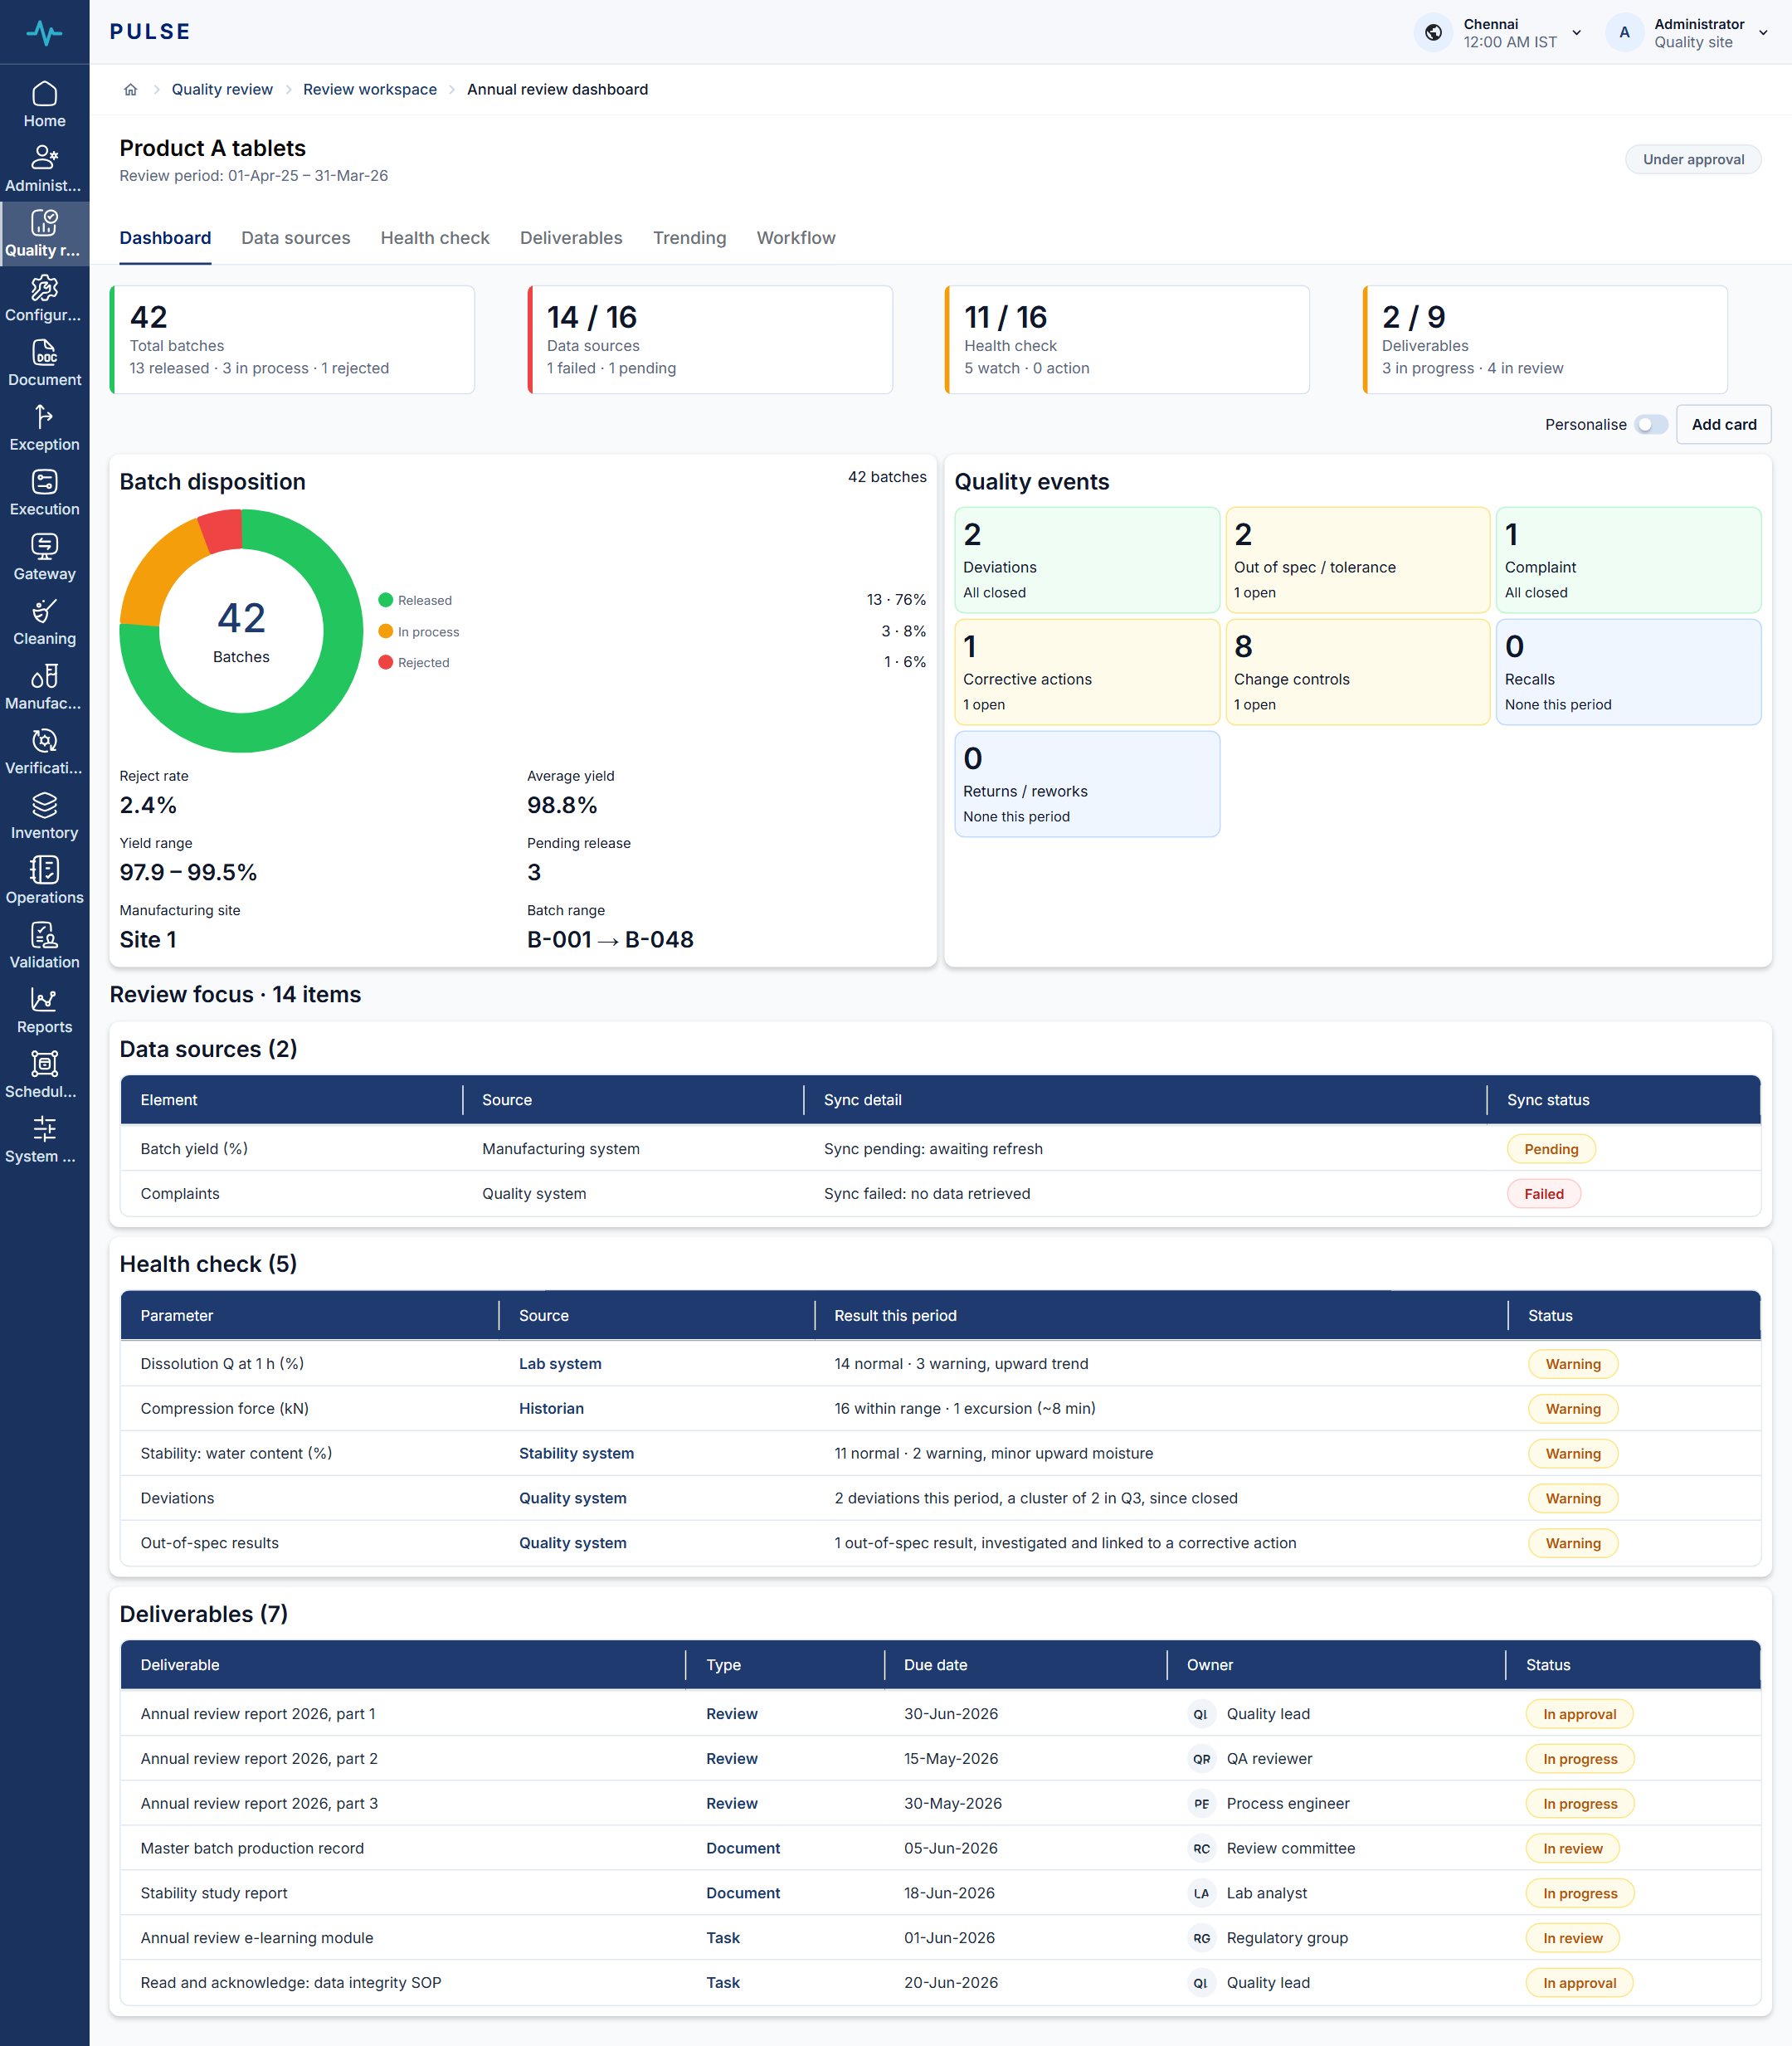 PULSE
Chennai
12:00 AM IST
A
Administrator
Quality site
Home
Administ...
Quality r...
Configur...
DOC
Document
Exception
Execution
Gateway
Cleaning
Manufac...
Verificati...
Inventory
Operations
Validation
Reports
Schedul...
System ...
Quality review
Review workspace
Annual review dashboard
Product A tablets
Review period: 01-Apr-25 – 31-Mar-26
Under approval
Dashboard
Data sources
Health check
Deliverables
Trending
Workflow
42
Total batches
13 released · 3 in process · 1 rejected
14 / 16
Data sources
1 failed · 1 pending
11 / 16
Health check
5 watch · 0 action
2 / 9
Deliverables
3 in progress · 4 in review
Personalise
Add card
Batch disposition
42 batches
42
Batches
Released 13 · 76%
In process 3 · 8%
Rejected 1 · 6%
Reject rate
2.4%
Average yield
98.8%
Yield range
97.9 – 99.5%
Pending release
3
Manufacturing site
Site 1
Batch range
B-001 → B-048
Quality events
2
Deviations
All closed
2
Out of spec / tolerance
1 open
1
Complaint
All closed
1
Corrective actions
1 open
8
Change controls
1 open
0
Recalls
None this period
0
Returns / reworks
None this period
Review focus · 14 items
Data sources (2)
Element Source Sync detail Sync status
Batch yield (%) Manufacturing system Sync pending: awaiting refresh Pending
Complaints Quality system Sync failed: no data retrieved Failed
Health check (5)
Parameter Source Result this period Status
Dissolution Q at 1 h (%) Lab system 14 normal · 3 warning, upward trend Warning
Compression force (kN) Historian 16 within range · 1 excursion (~8 min) Warning
Stability: water content (%) Stability system 11 normal · 2 warning, minor upward moisture Warning
Deviations Quality system 2 deviations this period, a cluster of 2 in Q3, since closed Warning
Out-of-spec results Quality system 1 out-of-spec result, investigated and linked to a corrective action Warning
Deliverables (7)
Deliverable Type Due date Owner Status
Annual review report 2026, part 1 Review 30-Jun-2026 QL Quality lead In approval
Annual review report 2026, part 2 Review 15-May-2026 QR QA reviewer In progress
Annual review report 2026, part 3 Review 30-May-2026 PE Process engineer In progress
Master batch production record Document 05-Jun-2026 RC Review committee In review
Stability study report Document 18-Jun-2026 LA Lab analyst In progress
Annual review e-learning module Task 01-Jun-2026 RG Regulatory group In review
Read and acknowledge: data integrity SOP Task 20-Jun-2026 QL Quality lead In approval